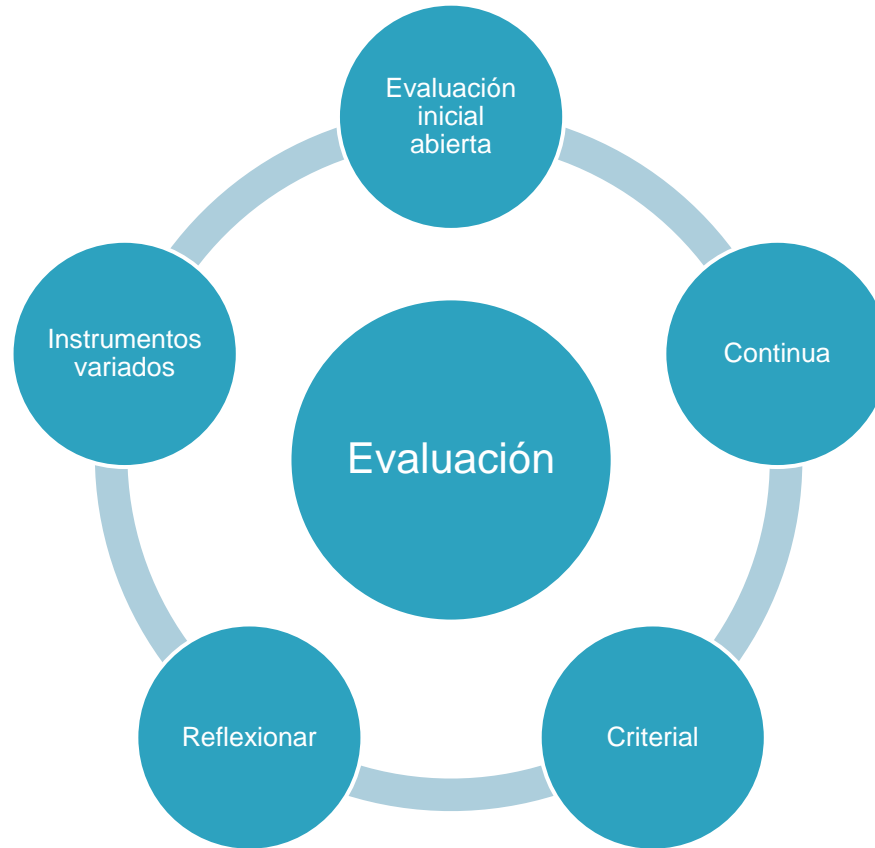 Evaluación
inicial
abierta
Instrumentos
variados
Continua
Evaluación
Reflexionar
Criterial